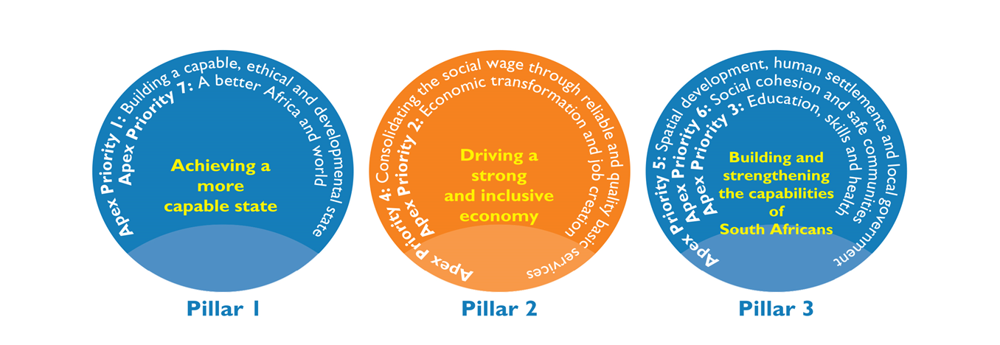 Apex Priority 1: Building a capable, ethical and developmental state
Apex Priority 7: A better Africa and world
Achieving a
more
capable state
Pillar 1
Apex Priority 4: Consolidating the social wage through reliable and quality basic services
Apex Priority 2: Economic transformation and job creation
Driving a
strong
and inclusive
economy
Pillar 2
Apex Priority 5: Spatial development, human settlements and local government
Apex Priority 6: Social cohesion and safe communities
Apex Priority 3: Education, skills and health
Building and
strengthening
the capabilities
of
South Africans
Pillar 3